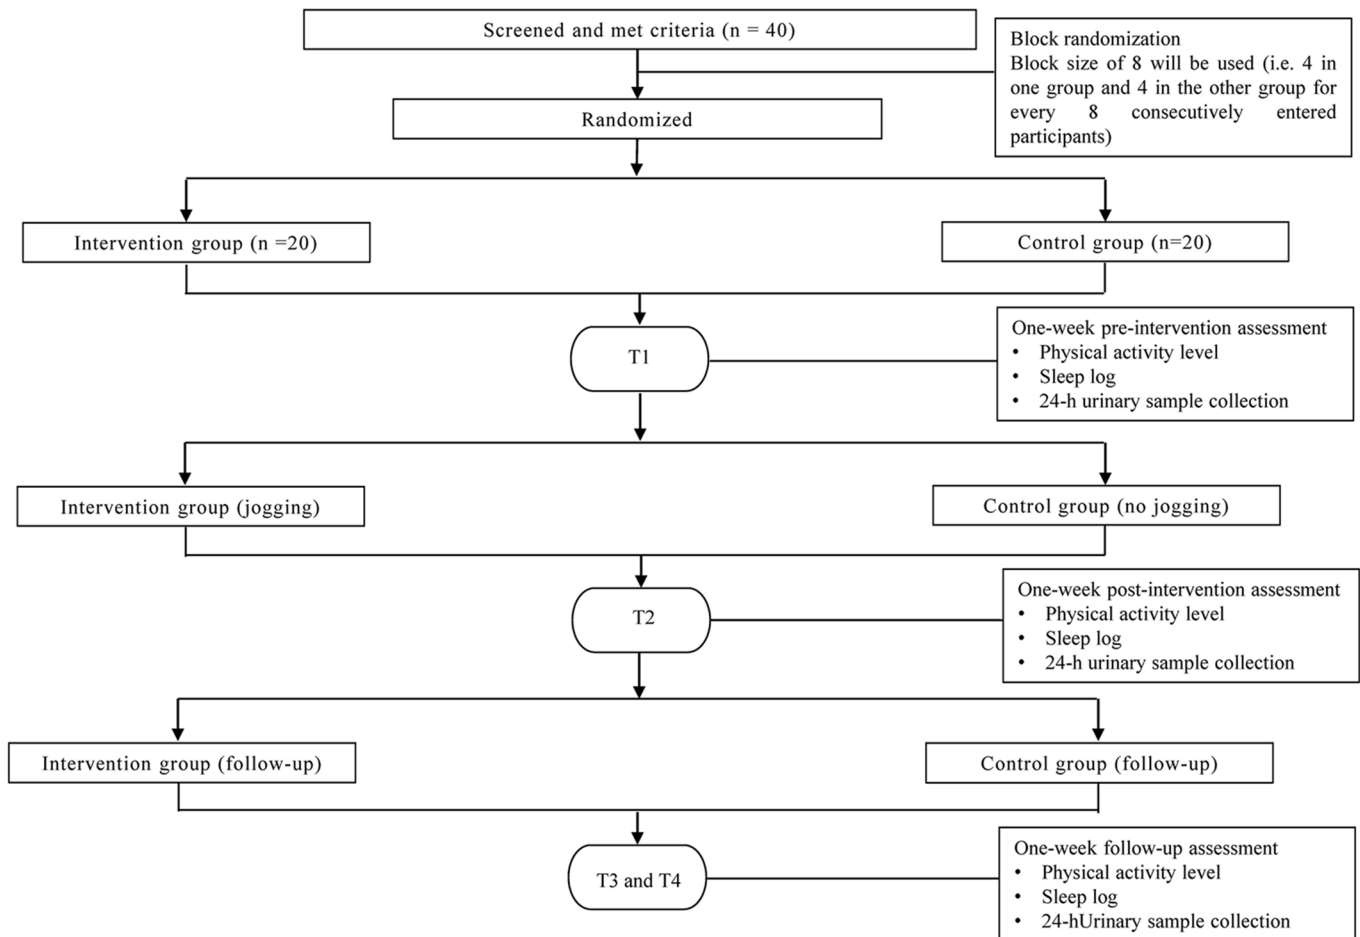 Screened and met criteria (n = 40)
Block randomization
Block size of 8 will be used (i.e. 4 in
one group and 4 in the other group for
every 8 consecutively entered
participants)
Randomized
Intervention group (n =20)
Control group (n=20)
One-week pre-intervention assessment
• Physical activity level
• Sleep log
• 24-h urinary sample collection
T1
Intervention group (jogging)
Control group (no jogging)
One-week post-intervention assessment
• Physical activity level
• Sleep log
• 24-h urinary sample collection
T2
Intervention group (follow-up)
Control group (follow-up)
One-week follow-up assessment
• Physical activity level
• Sleep log
• 24-hUrinary sample collection
T3 and T4